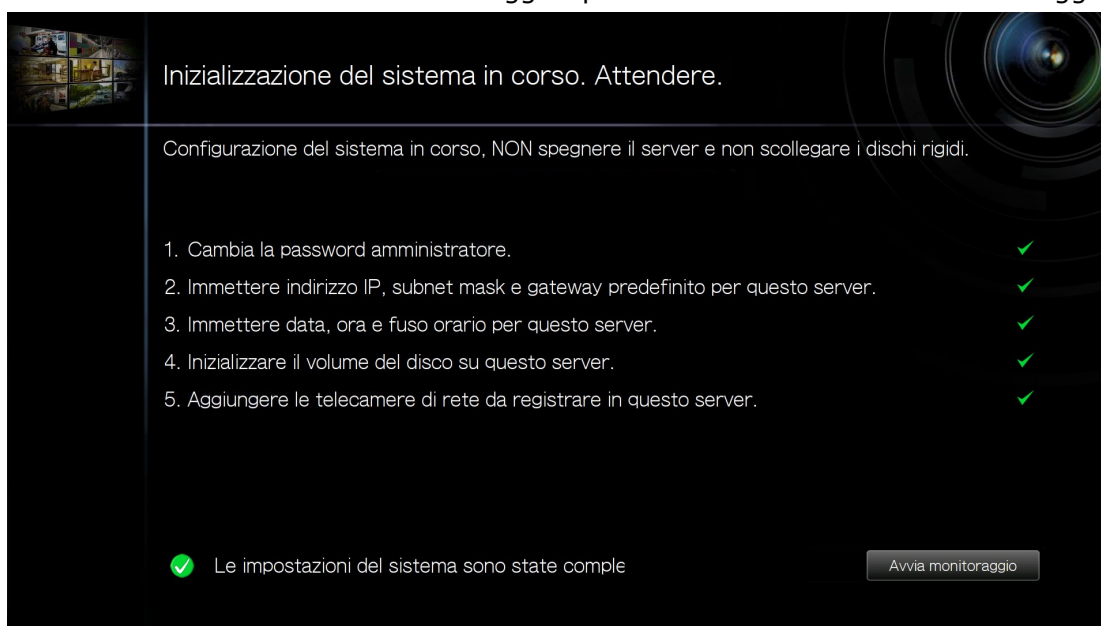 Inizializzazione del sistema in corso. Attendere.
Configurazione del sistema in corso, NON spegnere il server e non scollegare i dischi rigidi.
1. Cambia la password amministratore.
2. Immettere indirizzo IP, subnet mask e gateway predefinito per questo server.
3. Immettere data, ora e fuso orario per questo server.
4. Inizializzare il volume del disco su questo server.
5. Aggiungere le telecamere di rete da registrare in questo server.
Le impostazioni del sistema sono state comple
Avvia monitoraggio